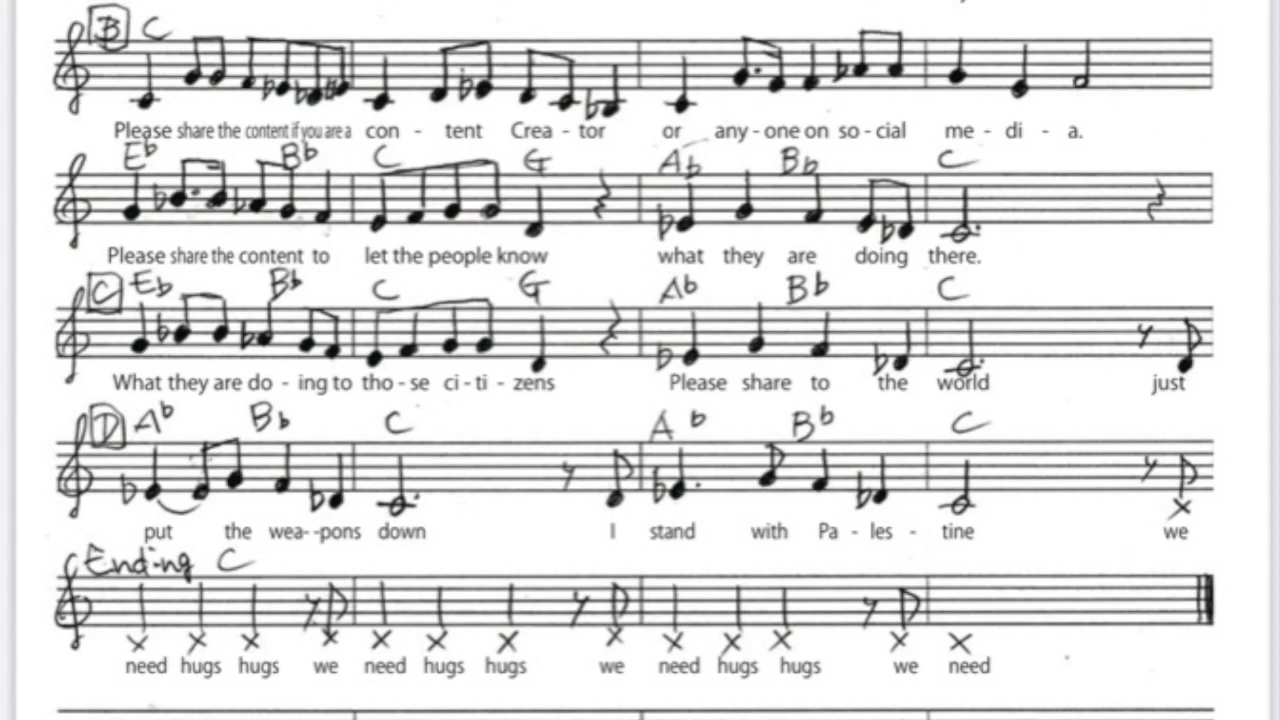 B C
Please share the content if you are a con - tent Crea - tor or any - one on so - cial me - di - a.
Eb Bb C G Ab Bb C
Please share the content to let the people know what they are doing there.
C Eb Bb C G Ab Bb C
What they are do - ing to tho - se ci - ti - zens Please share to the world just
D Ab Bb C A b Bb C
put the wea--pons down I stand with Pa - les - tine we
Ending C
need hugs hugs we need hugs hugs we need hugs hugs we need